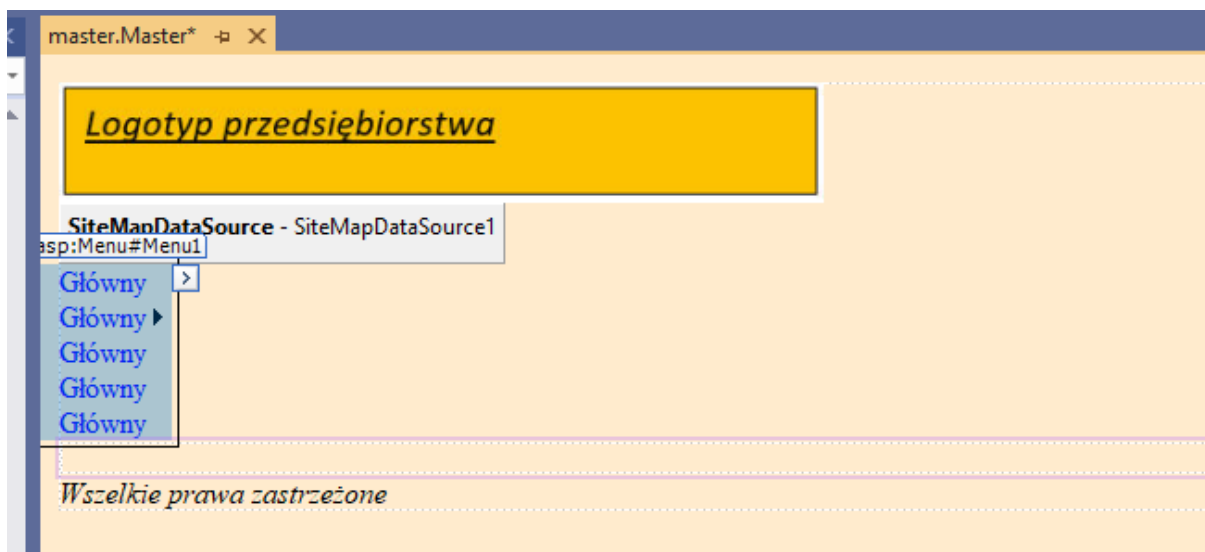 master.Master*
Logotyp przedsiębiorstwa
SiteMapDataSource - SiteMapDataSource1
asp:Menu#Menu1
Główny
Główny
Główny
Główny
Główny
Wszelkie prawa zastrzeżone